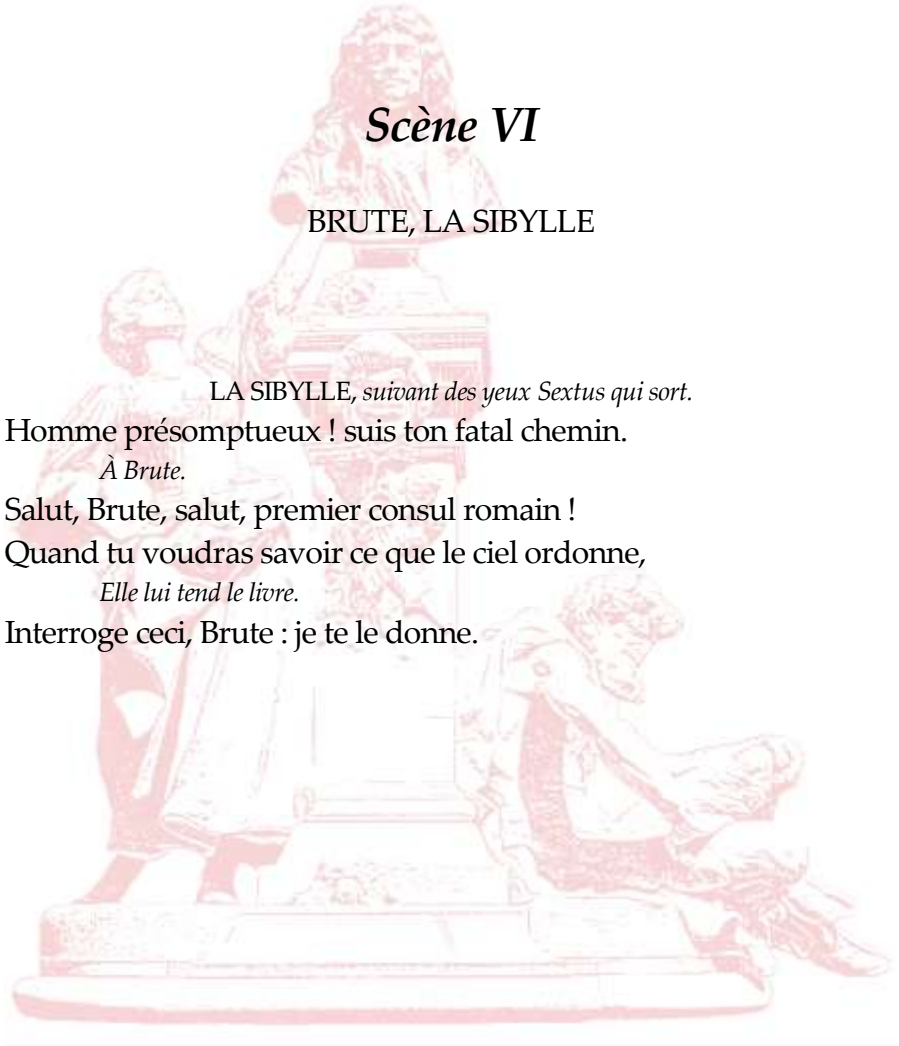 Scène VI
BRUTE, LA SIBYLLE
LA SIBYLLE, suivant des yeux Sextus qui sort.
Homme présomptueux ! suis ton fatal chemin.
À Brute.
Salut, Brute, salut, premier consul romain !
Quand tu voudras savoir ce que le ciel ordonne,
Elle lui tend le livre.
Interroge ceci, Brute : je te le donne.